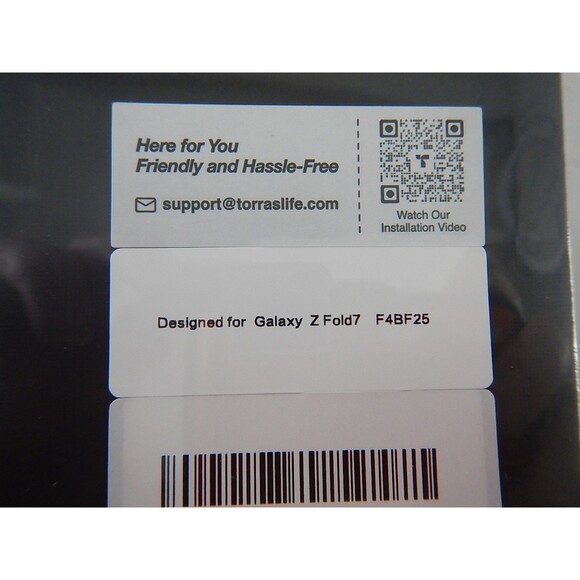 Here for You
Friendly and Hassle-Free
support@torraslife.com
Watch Our
Installation Video
Designed for Galaxy Z Fold7 F4BF25